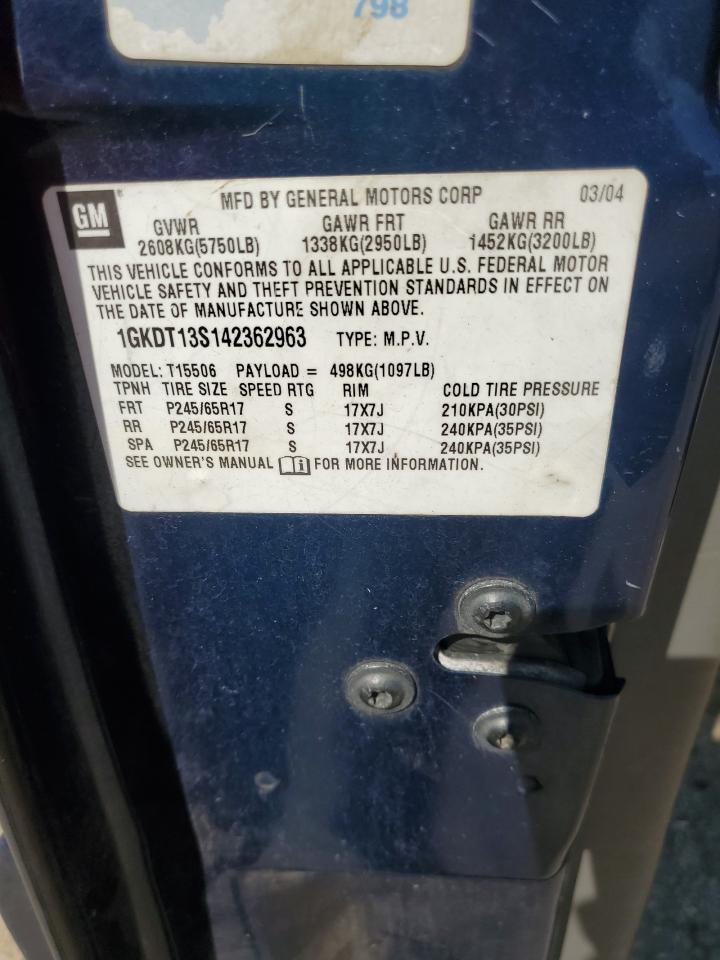 798
GM
MFD BY GENERAL MOTORS CORP 03/04
GVWR GAWR FRT GAWR RR
2608KG(5750LB) 1338KG(2950LB) 1452KG(3200LB)
THIS VEHICLE CONFORMS TO ALL APPLICABLE U.S. FEDERAL MOTOR
VEHICLE SAFETY AND THEFT PREVENTION STANDARDS IN EFFECT ON
THE DATE OF MANUFACTURE SHOWN ABOVE.
1GKDT13S142362963 TYPE: M.P.V.
MODEL: T15506 PAYLOAD = 498KG(1097LB)
TPNH TIRE SIZE SPEED RTG RIM COLD TIRE PRESSURE
FRT P245/65R17 S 17X7J 210KPA(30PSI)
RR P245/65R17 S 17X7J 240KPA(35PSI)
SPA P245/65R17 S 17X7J 240KPA(35PSI)
SEE OWNER'S MANUAL i FOR MORE INFORMATION.